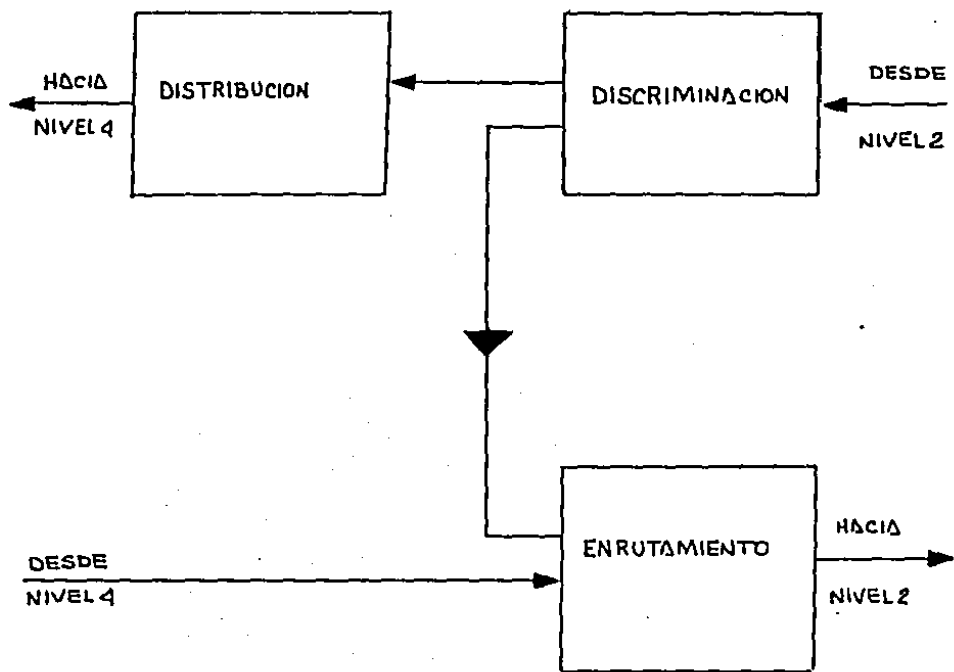 HACIA
NIVEL 4
DISTRIBUCION
DISCRIMINACION
DESDE
NIVEL 2
DESDE
NIVEL 4
ENRUTAMIENTO
HACIA
NIVEL 2